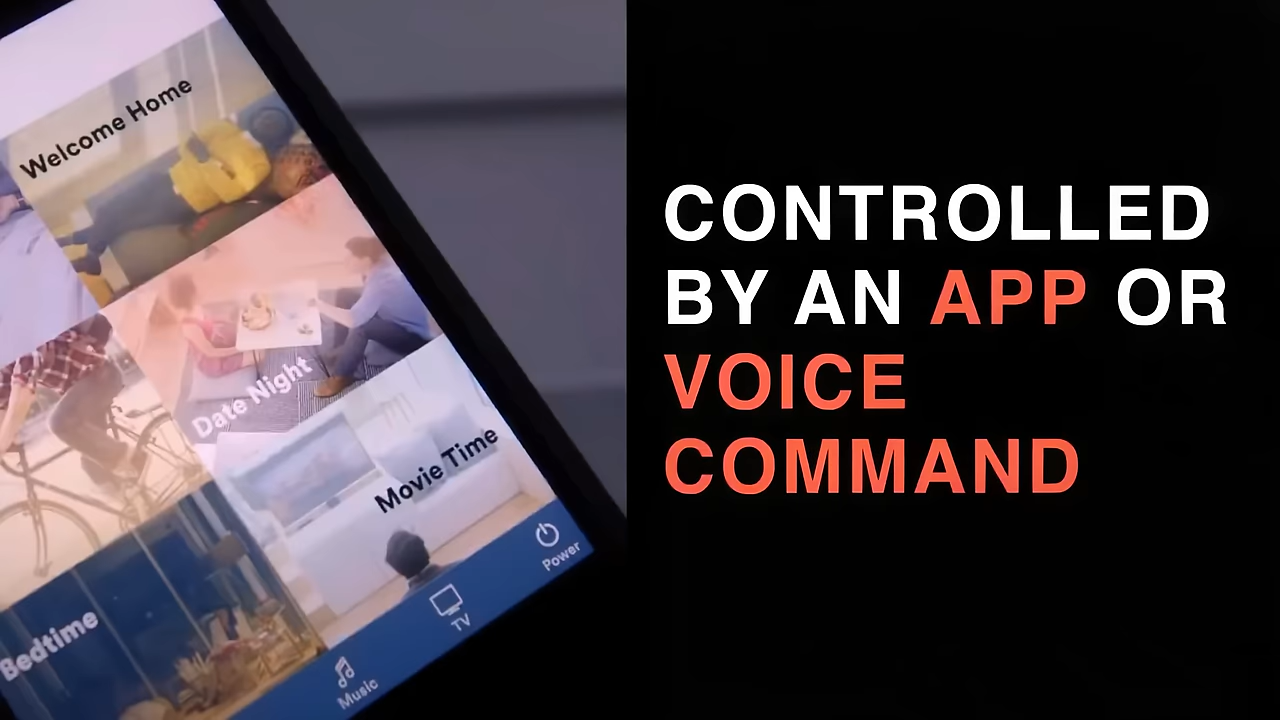 Welcome Home
Date Night
Movie Time
Bedtime
Music
TV
Power
CONTROLLED
BY AN APP OR
VOICE
COMMAND